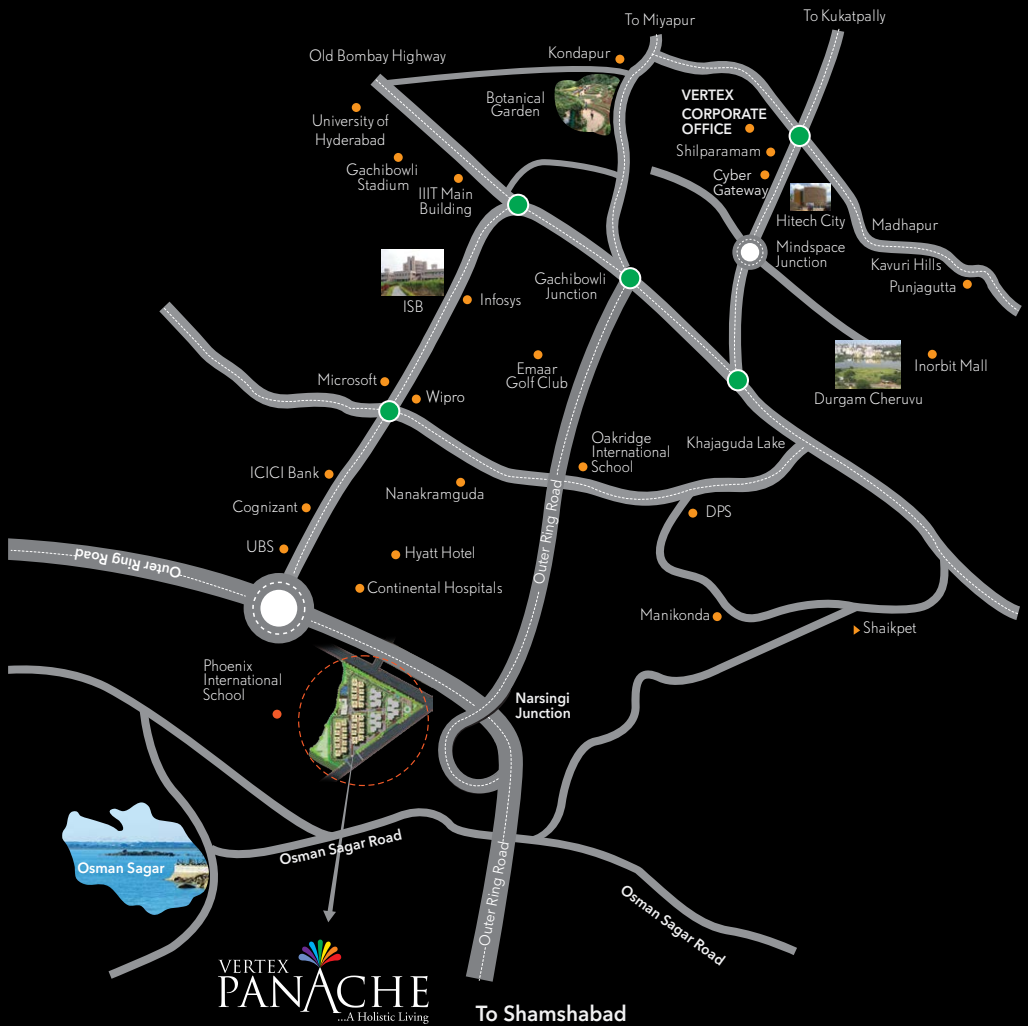 To Miyapur
To Kukatpally
Old Bombay Highway
Kondapur
Botanical
Garden
VERTEX
CORPORATE
OFFICE
University of
Hyderabad
Shilparamam
Gachibowli
Stadium
IIIT Main
Building
Cyber
Gateway
Hitech City
Madhapur
Mindspace
Junction
Kavuri Hills
Punjagutta
Gachibowli
Junction
ISB
Infosys
Emaar
Golf Club
Inorbit Mall
Durgam Cheruvu
Microsoft
Wipro
Oakridge
International
School
Khajaguda Lake
ICICI Bank
Nanakramguda
Cognizant
DPS
Outer Ring Road
UBS
Hyatt Hotel
Outer Ring Road
Continental Hospitals
Manikonda
Shaikpet
Phoenix
International
School
Narsingi
Junction
Osman Sagar Road
Osman Sagar
Outer Ring Road
Osman Sagar Road
VERTEX
PANACHE
...A Holistic Living
To Shamshabad